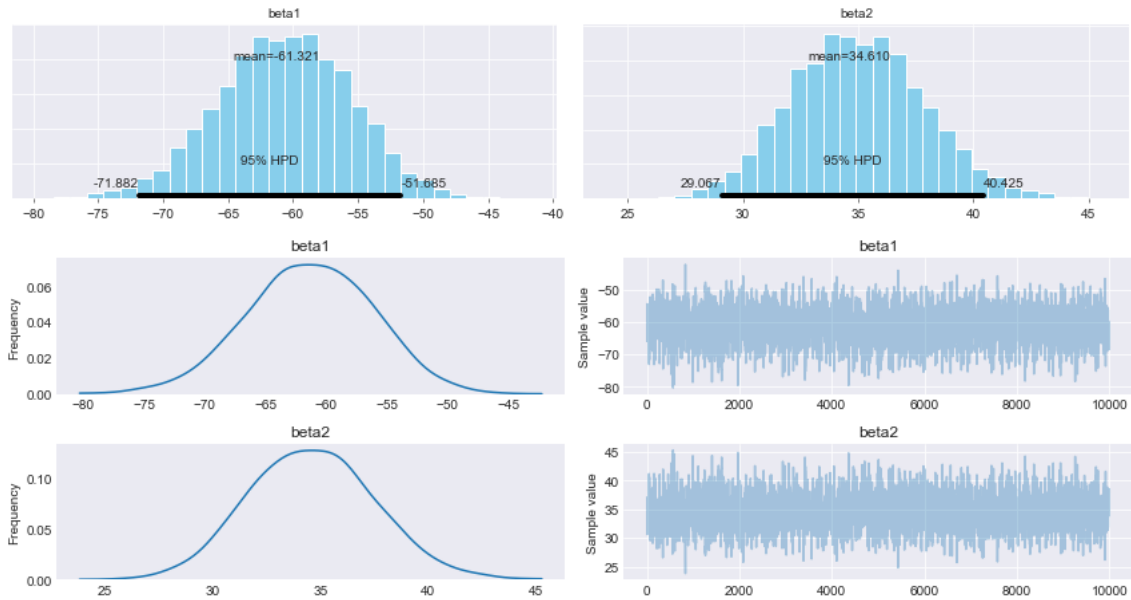 beta1
mean=-61.321
95% HPD
-71.882
-51.685
−80 −75 −70 −65 −60 −55 −50 −45 −40
beta2
mean=34.610
95% HPD
29.067
40.425
25 30 35 40 45
beta1
Frequency
0.06
0.04
0.02
0.00
−80 −75 −70 −65 −60 −55 −50 −45
beta1
Sample value
−50
−60
−70
−80
0 2000 4000 6000 8000 10000
beta2
Frequency
0.10
0.05
0.00
25 30 35 40 45
beta2
Sample value
45
40
35
30
25
0 2000 4000 6000 8000 10000